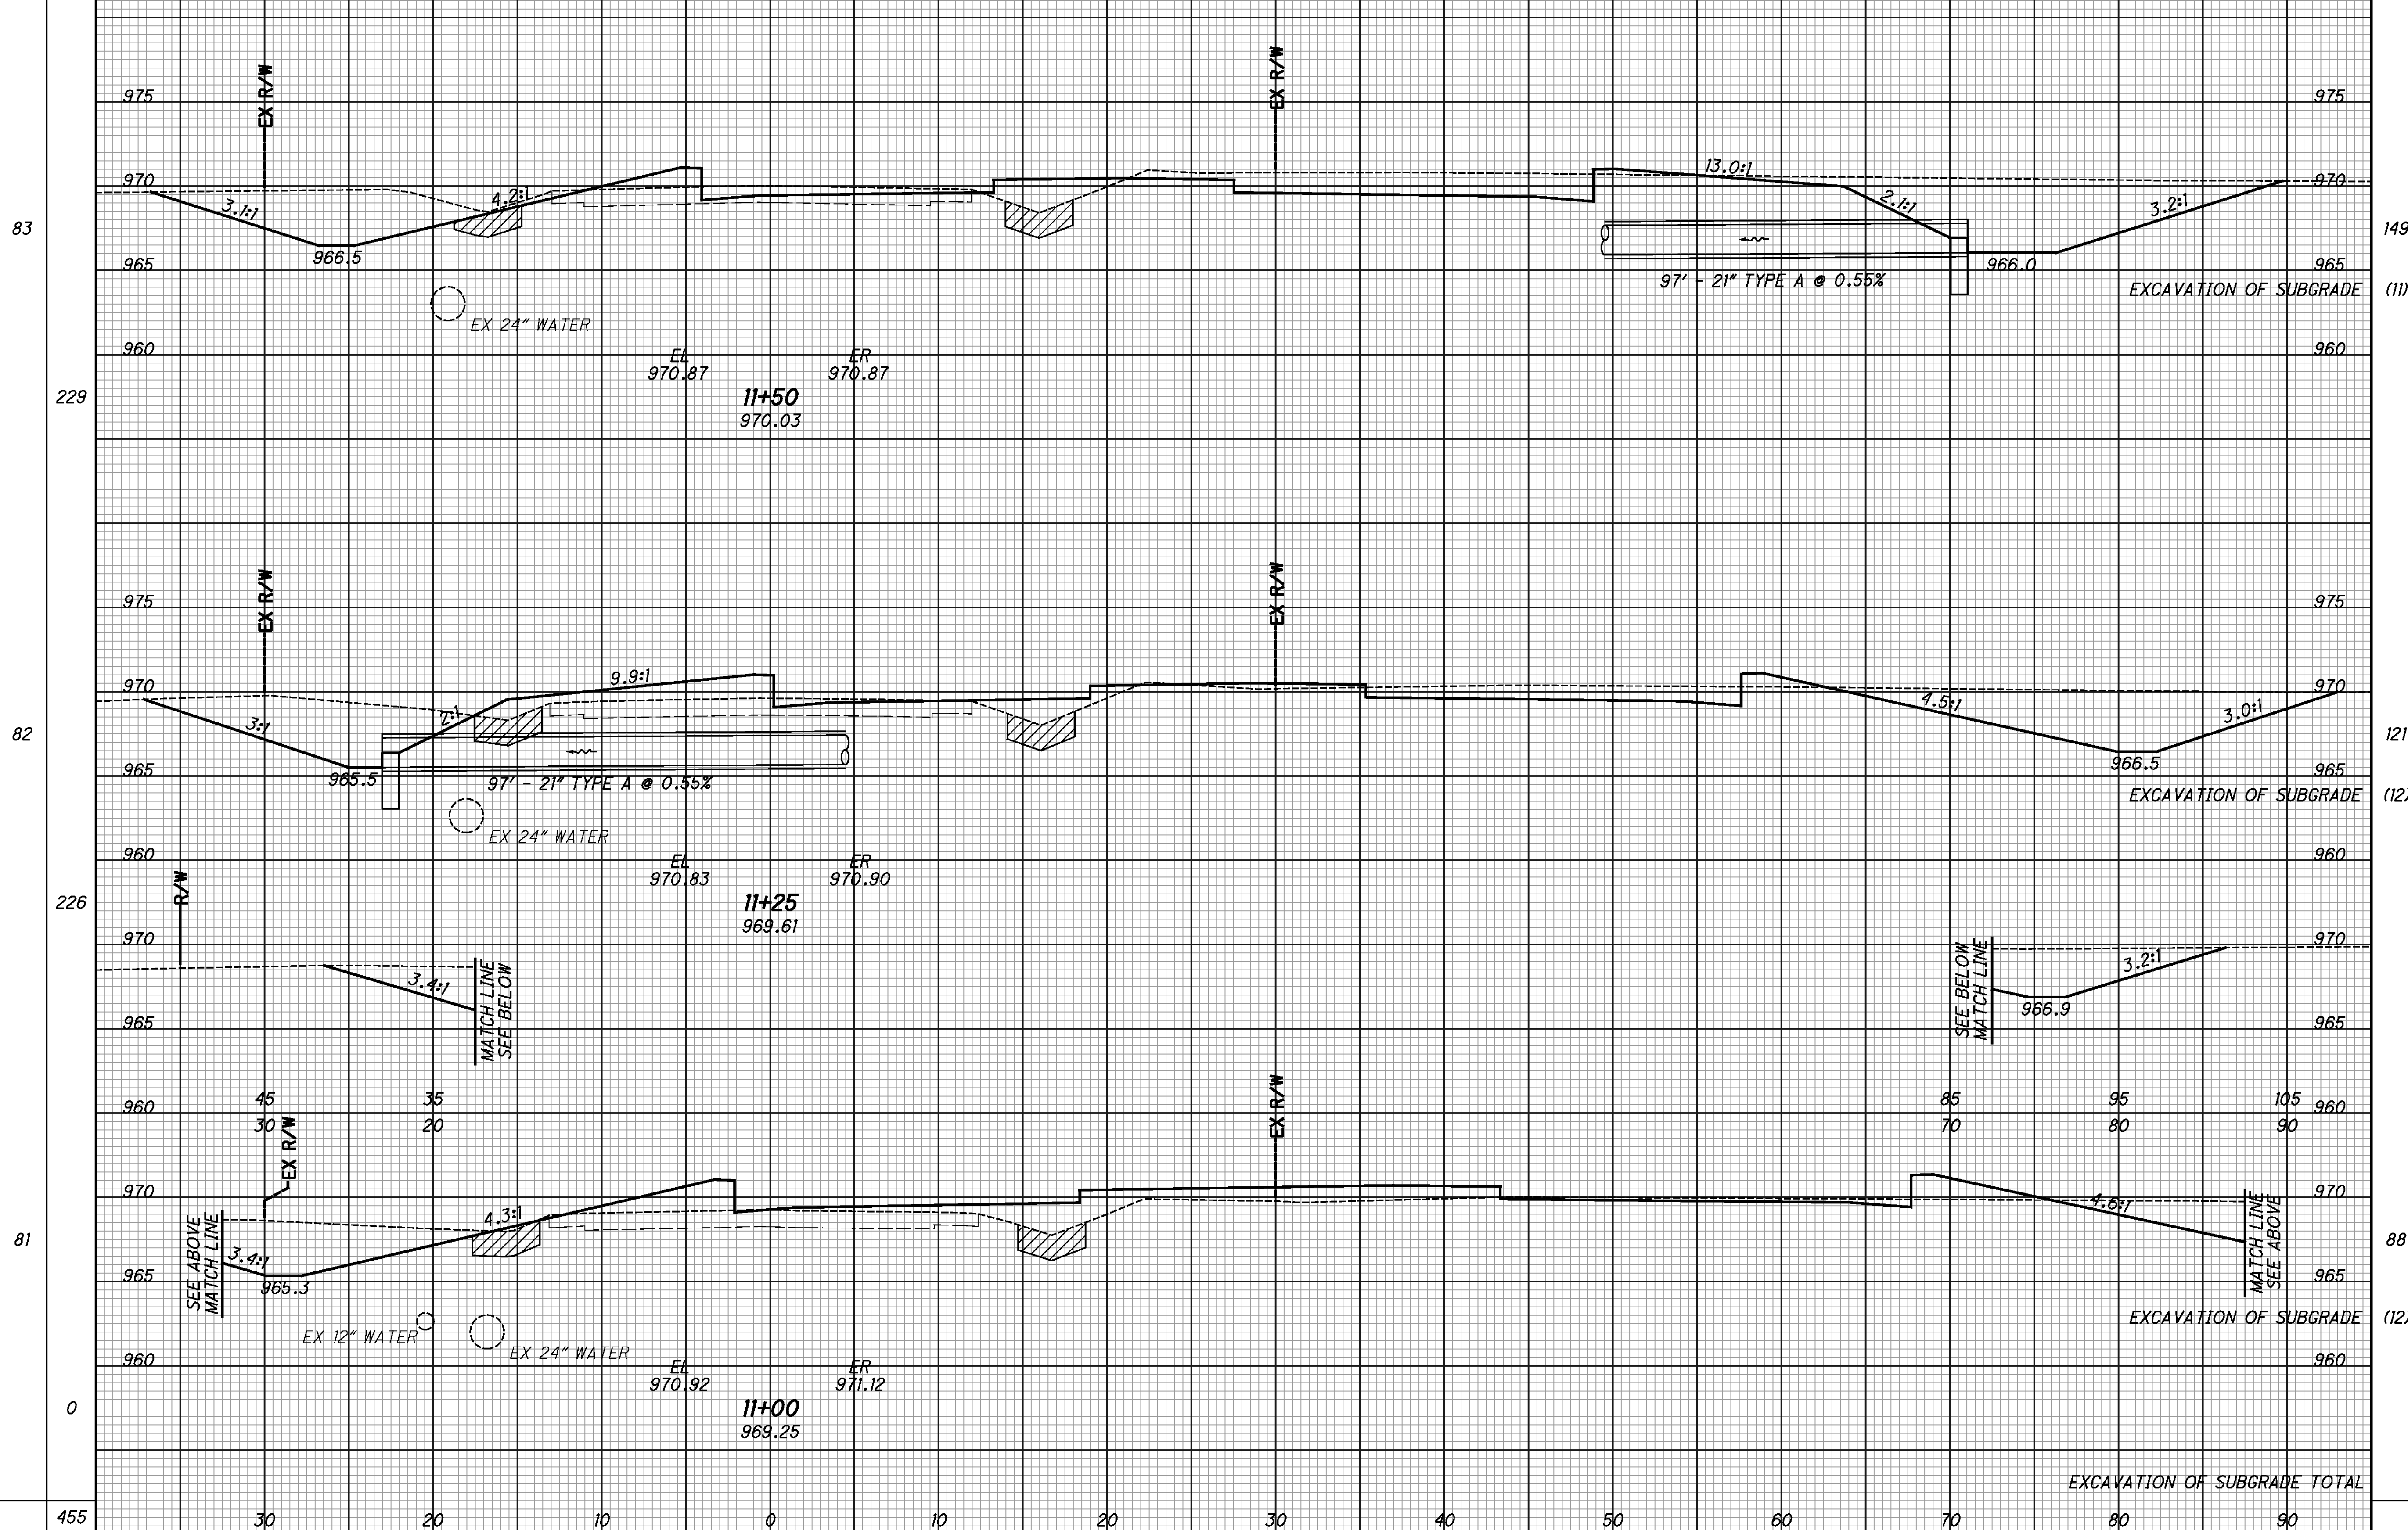 EX R/W
EX R/W
975
975
970
3.1:1
4.2:1
13.0:1
2.1:1
3.2:1
970
83
966.5
966.0
149
965
965
97' - 21" TYPE A @ 0.55%
EXCAVATION OF SUBGRADE (11)
EX 24" WATER
960
960
EL
970.87
ER
970.87
229
11+50
970.03
EX R/W
EX R/W
975
975
970
9.9:1
970
3:1
2:1
4.5:1
3.0:1
82
966.5
121
965
965.5
965
97' - 21" TYPE A @ 0.55%
EXCAVATION OF SUBGRADE (12)
EX 24" WATER
960
960
EL
970.83
ER
970.90
R/W
226
11+25
969.61
970
970
3.4:1
MATCH LINE
SEE BELOW
SEE BELOW
MATCH LINE
3.2:1
966.9
965
965
45
35
85
95
105
960
960
30
20
70
80
90
EX R/W
EX R/W
970
970
SEE ABOVE
MATCH LINE
3.4:1
4.3:1
4.6:1
MATCH LINE
SEE ABOVE
81
88
965
965.3
965
EXCAVATION OF SUBGRADE (12)
EX 12" WATER
EX 24" WATER
960
960
EL
970.92
ER
971.12
0
11+00
969.25
EXCAVATION OF SUBGRADE TOTAL
455
30 20 10 0 10 20 30 40 50 60 70 80 90